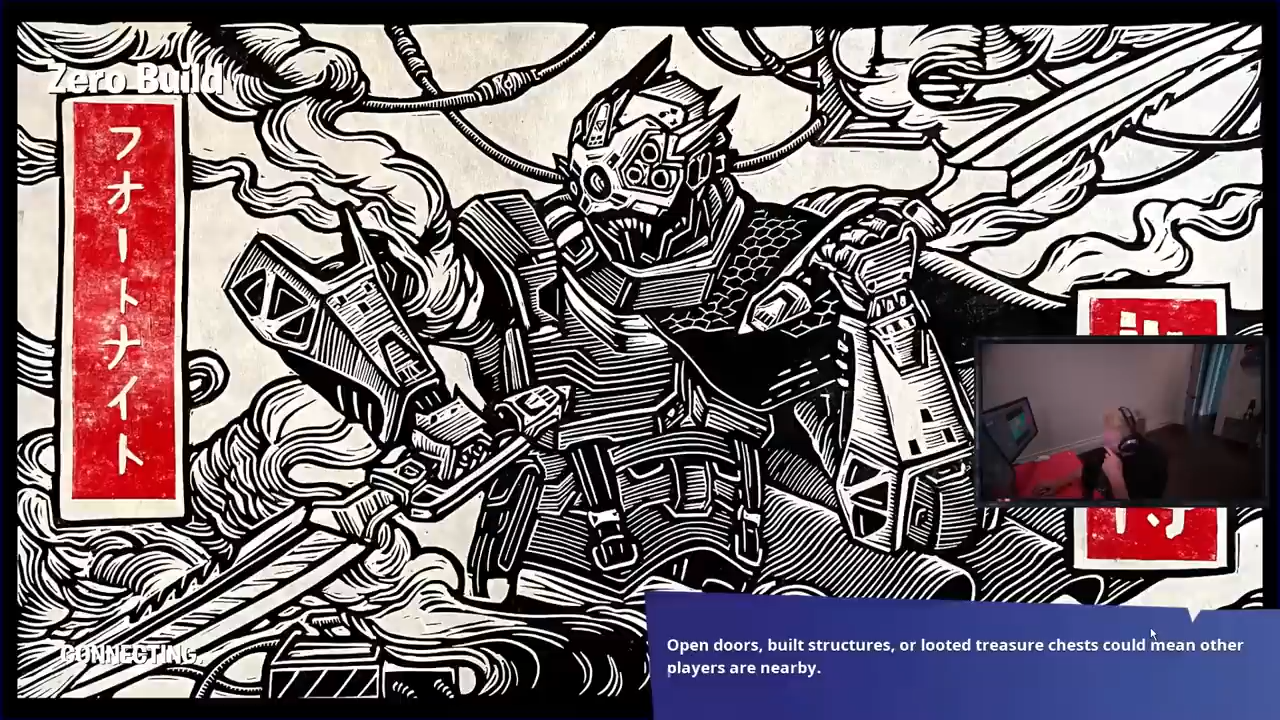 Zero Build
フォートナイト
CONNECTING.
Open doors, built structures, or looted treasure chests could mean other
players are nearby.